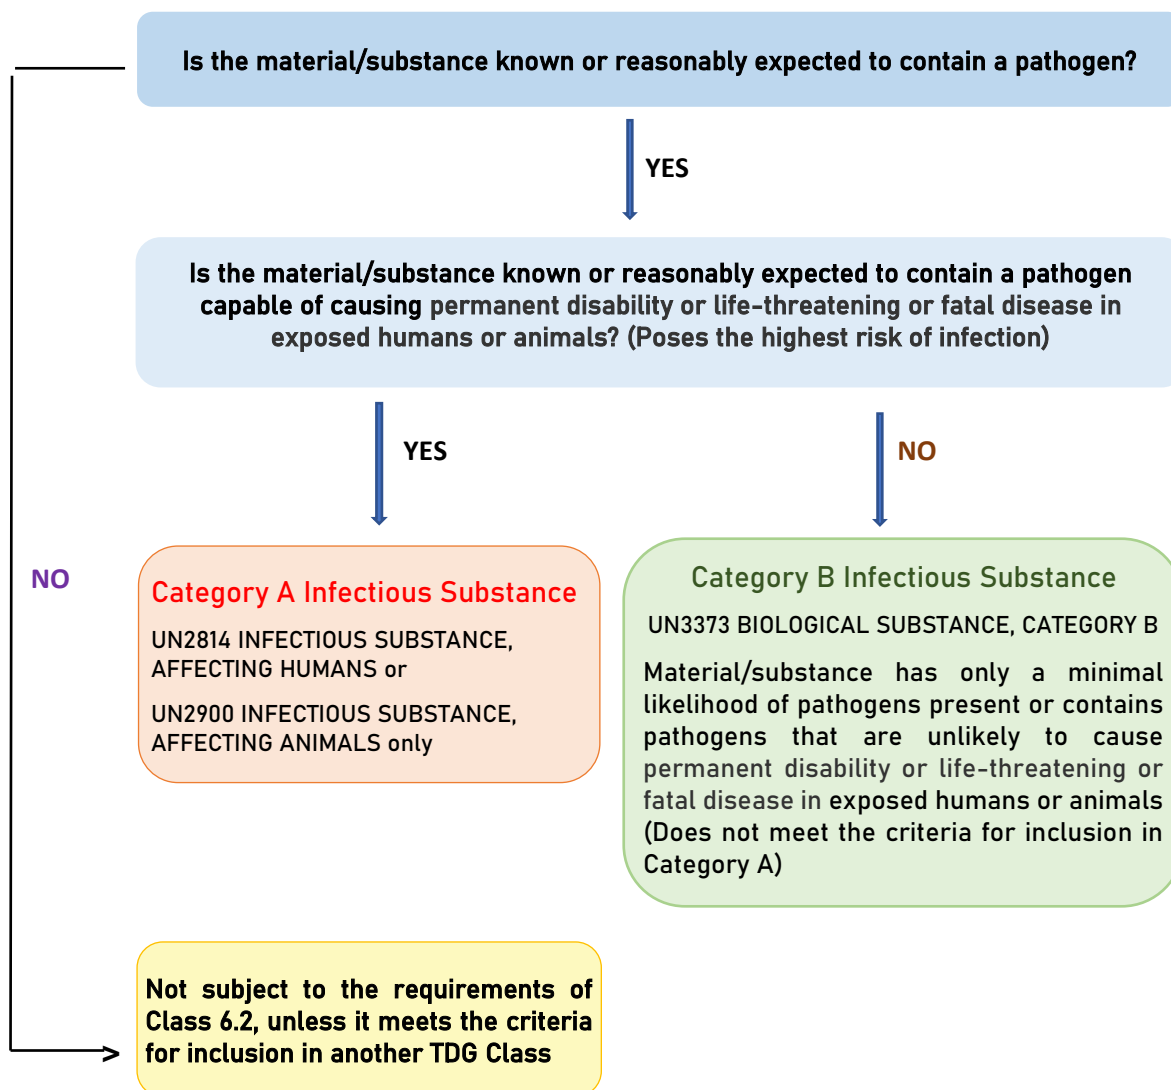 Is the material/substance known or reasonably expected to contain a pathogen?
YES
Is the material/substance known or reasonably expected to contain a pathogen
capable of causing permanent disability or life-threatening or fatal disease in
exposed humans or animals? (Poses the highest risk of infection)
YES
NO
NO
Category A Infectious Substance
UN2814 INFECTIOUS SUBSTANCE,
AFFECTING HUMANS or
UN2900 INFECTIOUS SUBSTANCE,
AFFECTING ANIMALS only
Category B Infectious Substance
UN3373 BIOLOGICAL SUBSTANCE, CATEGORY B
Material/substance has only a minimal
likelihood of pathogens present or contains
pathogens that are unlikely to cause
permanent disability or life-threatening or
fatal disease in exposed humans or animals
(Does not meet the criteria for inclusion in
Category A)
Not subject to the requirements of
Class 6.2, unless it meets the criteria
for inclusion in another TDG Class